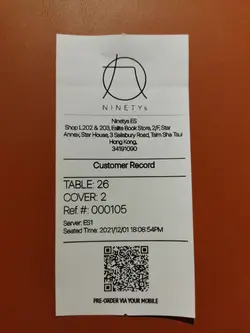 NINETYs
Ninetys ES
Shop L202 & 203, Eslite Book Store, 2/F, Star
Annex, Star House, 3 Salisbury Road, Tsim Sha Tsui
Hong Kong,
34191090
Customer Record
TABLE: 26
COVER: 2
Ref #: 000105
Server: ES1
Seated Time: 2021/12/01 18:08:54PM
PRE-ORDER VIA YOUR MOBILE